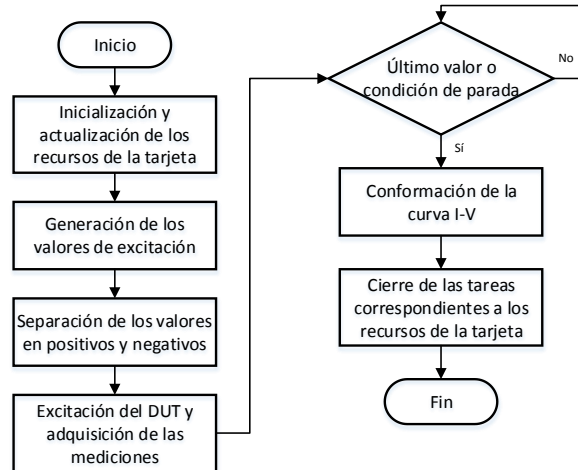 Inicio
Inicialización y
actualización de los
recursos de la tarjeta
Generación de los
valores de excitación
Separación de los valores
en positivos y negativos
Excitación del DUT y
adquisición de las
mediciones
Último valor o
condición de parada
No
Sí
Conformación de la
curva I-V
Cierre de las tareas
correspondientes a los
recursos de la tarjeta
Fin